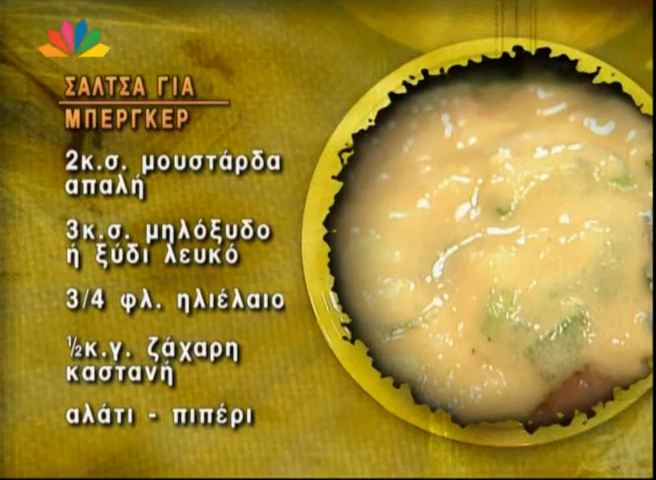 ΣΑΛΤΣΑ ΓΙΑ
ΜΠΕΡΓΚΕΡ
2κ.σ. μουστάρδα
απαλή
3κ.σ. μηλόξυδο
ή ξύδι λευκό
3/4 φλ. ηλιέλαιο
½κ.γ. ζάχαρη
καστανή
αλάτι - πιπέρι